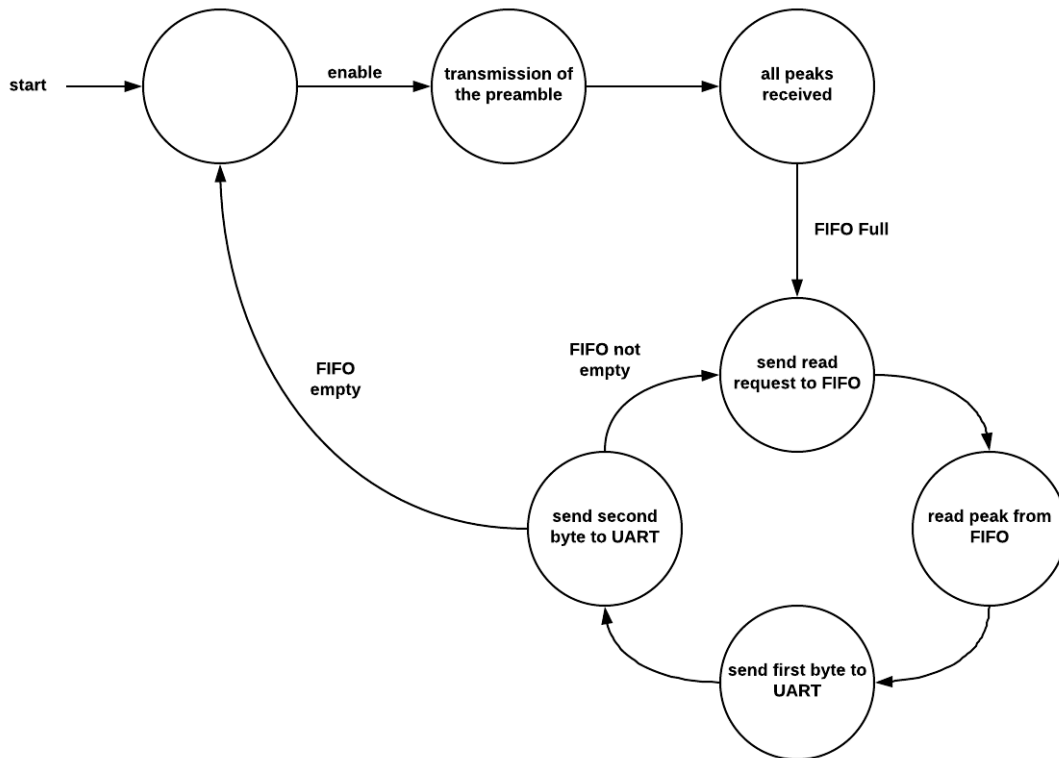 start
enable
transmission of
the preamble
all peaks
received
FIFO Full
send read
request to FIFO
FIFO not
empty
FIFO
empty
send second
byte to UART
read peak from
FIFO
send first byte to
UART